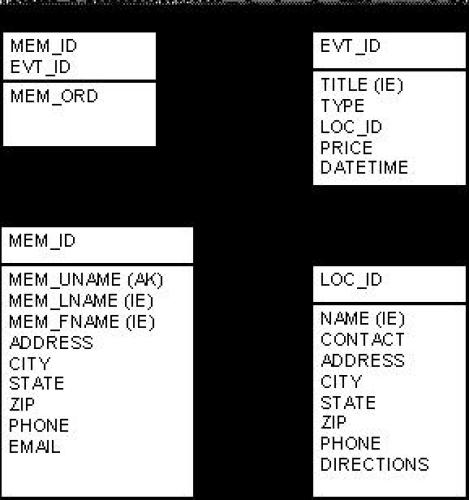 MEM_ID
EVT_ID
MEM_ORD
EVT_ID
TITLE (IE)
TYPE
LOC_ID
PRICE
DATETIME
MEM_ID
MEM_UNAME (AK)
MEM_LNAME (IE)
MEM_FNAME (IE)
ADDRESS
CITY
STATE
ZIP
PHONE
EMAIL
LOC_ID
NAME (IE)
CONTACT
ADDRESS
CITY
STATE
ZIP
PHONE
DIRECTIONS